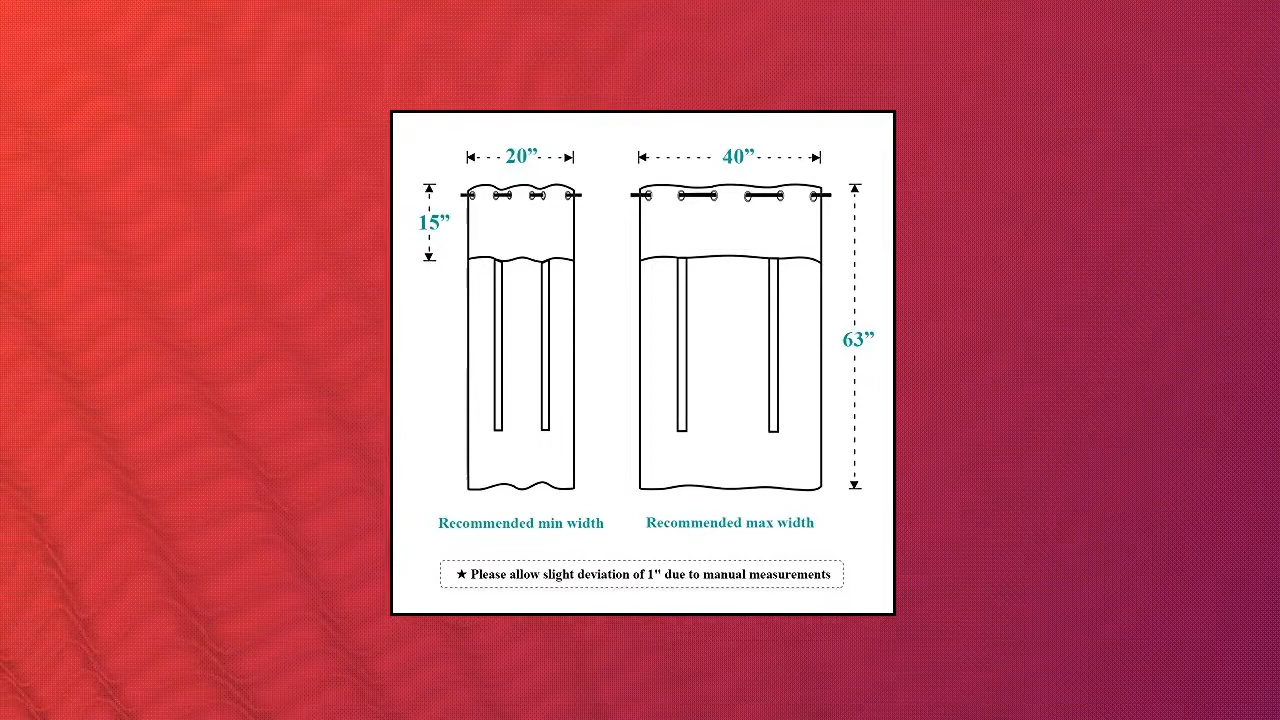 20”
40”
15”
63”
Recommended min width
Recommended max width
★ Please allow slight deviation of 1" due to manual measurements